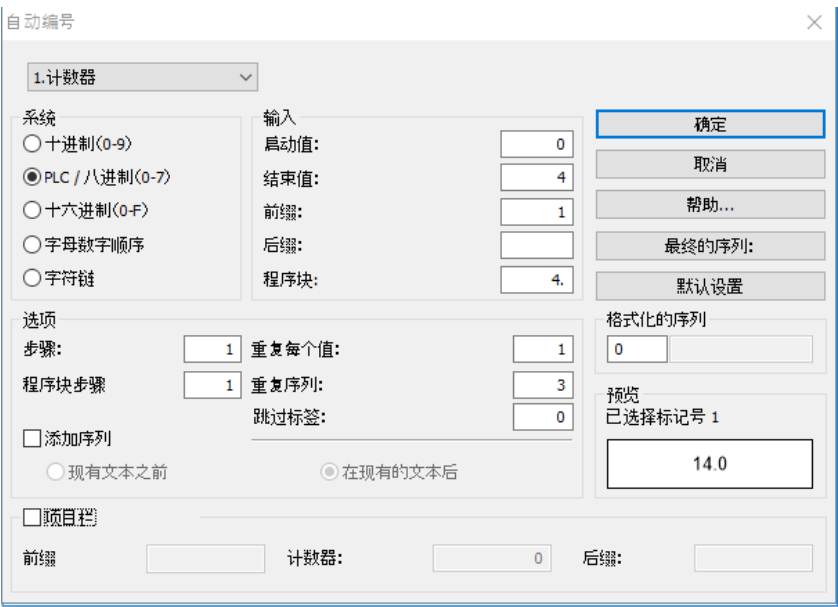 自动编号
1.计数器
系统
十进制(0-9)
PLC / 八进制(0-7)
十六进制(0-F)
字母数字顺序
字符链
输入
启动值: 0
结束值: 4
前缀: 1
后缀:
程序块: 4.
确定
取消
帮助...
最终的序列:
默认设置
选项
步骤: 1 重复每个值: 1
程序块步骤 1 重复序列: 3
跳过标签: 0
添加序列
现有文本之前 在现有的文本后
格式化的序列
0
预览
已选择标记号 1
14.0
项目栏
前缀 计数器: 0 后缀: